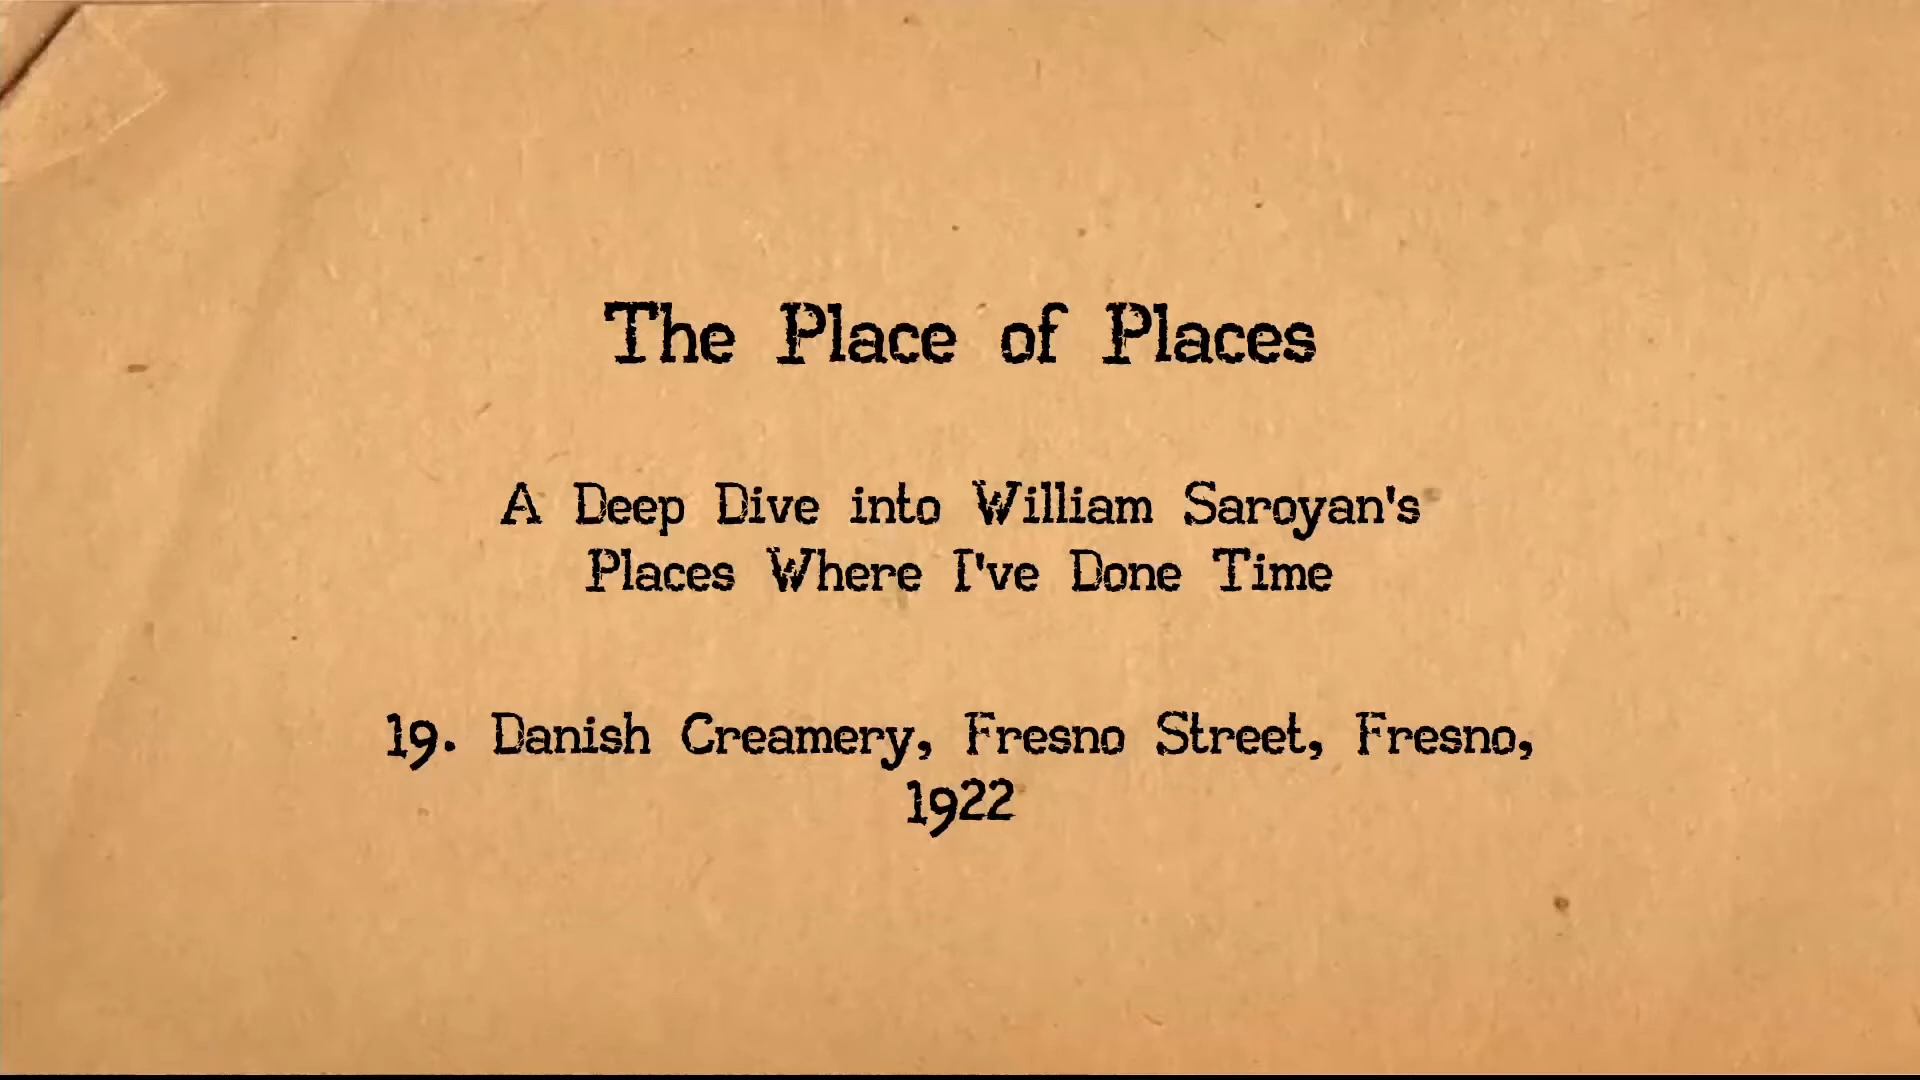 The Place of Places
A Deep Dive into William Saroyan's
Places Where I've Done Time
19. Danish Creamery, Fresno Street, Fresno,
1922